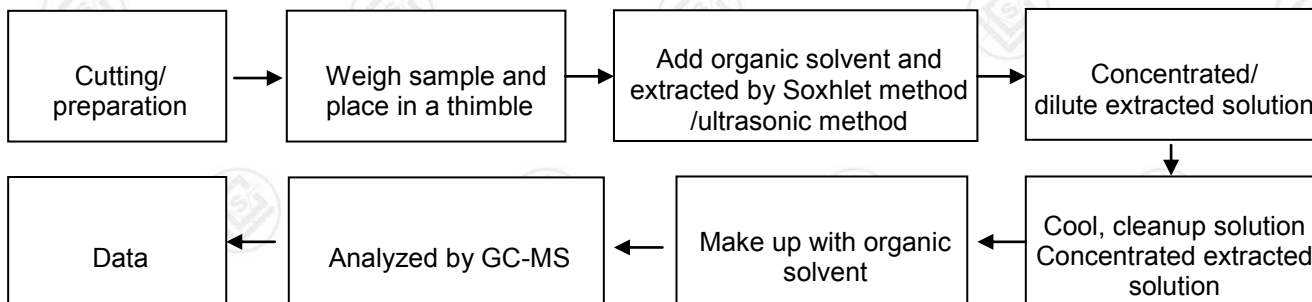 Cutting/
preparation
Weigh sample and
place in a thimble
Add organic solvent and
extracted by Soxhlet method
/ultrasonic method
Concentrated/
dilute extracted solution
Cool, cleanup solution
Concentrated extracted
solution
Make up with organic
solvent
Analyzed by GC-MS
Data